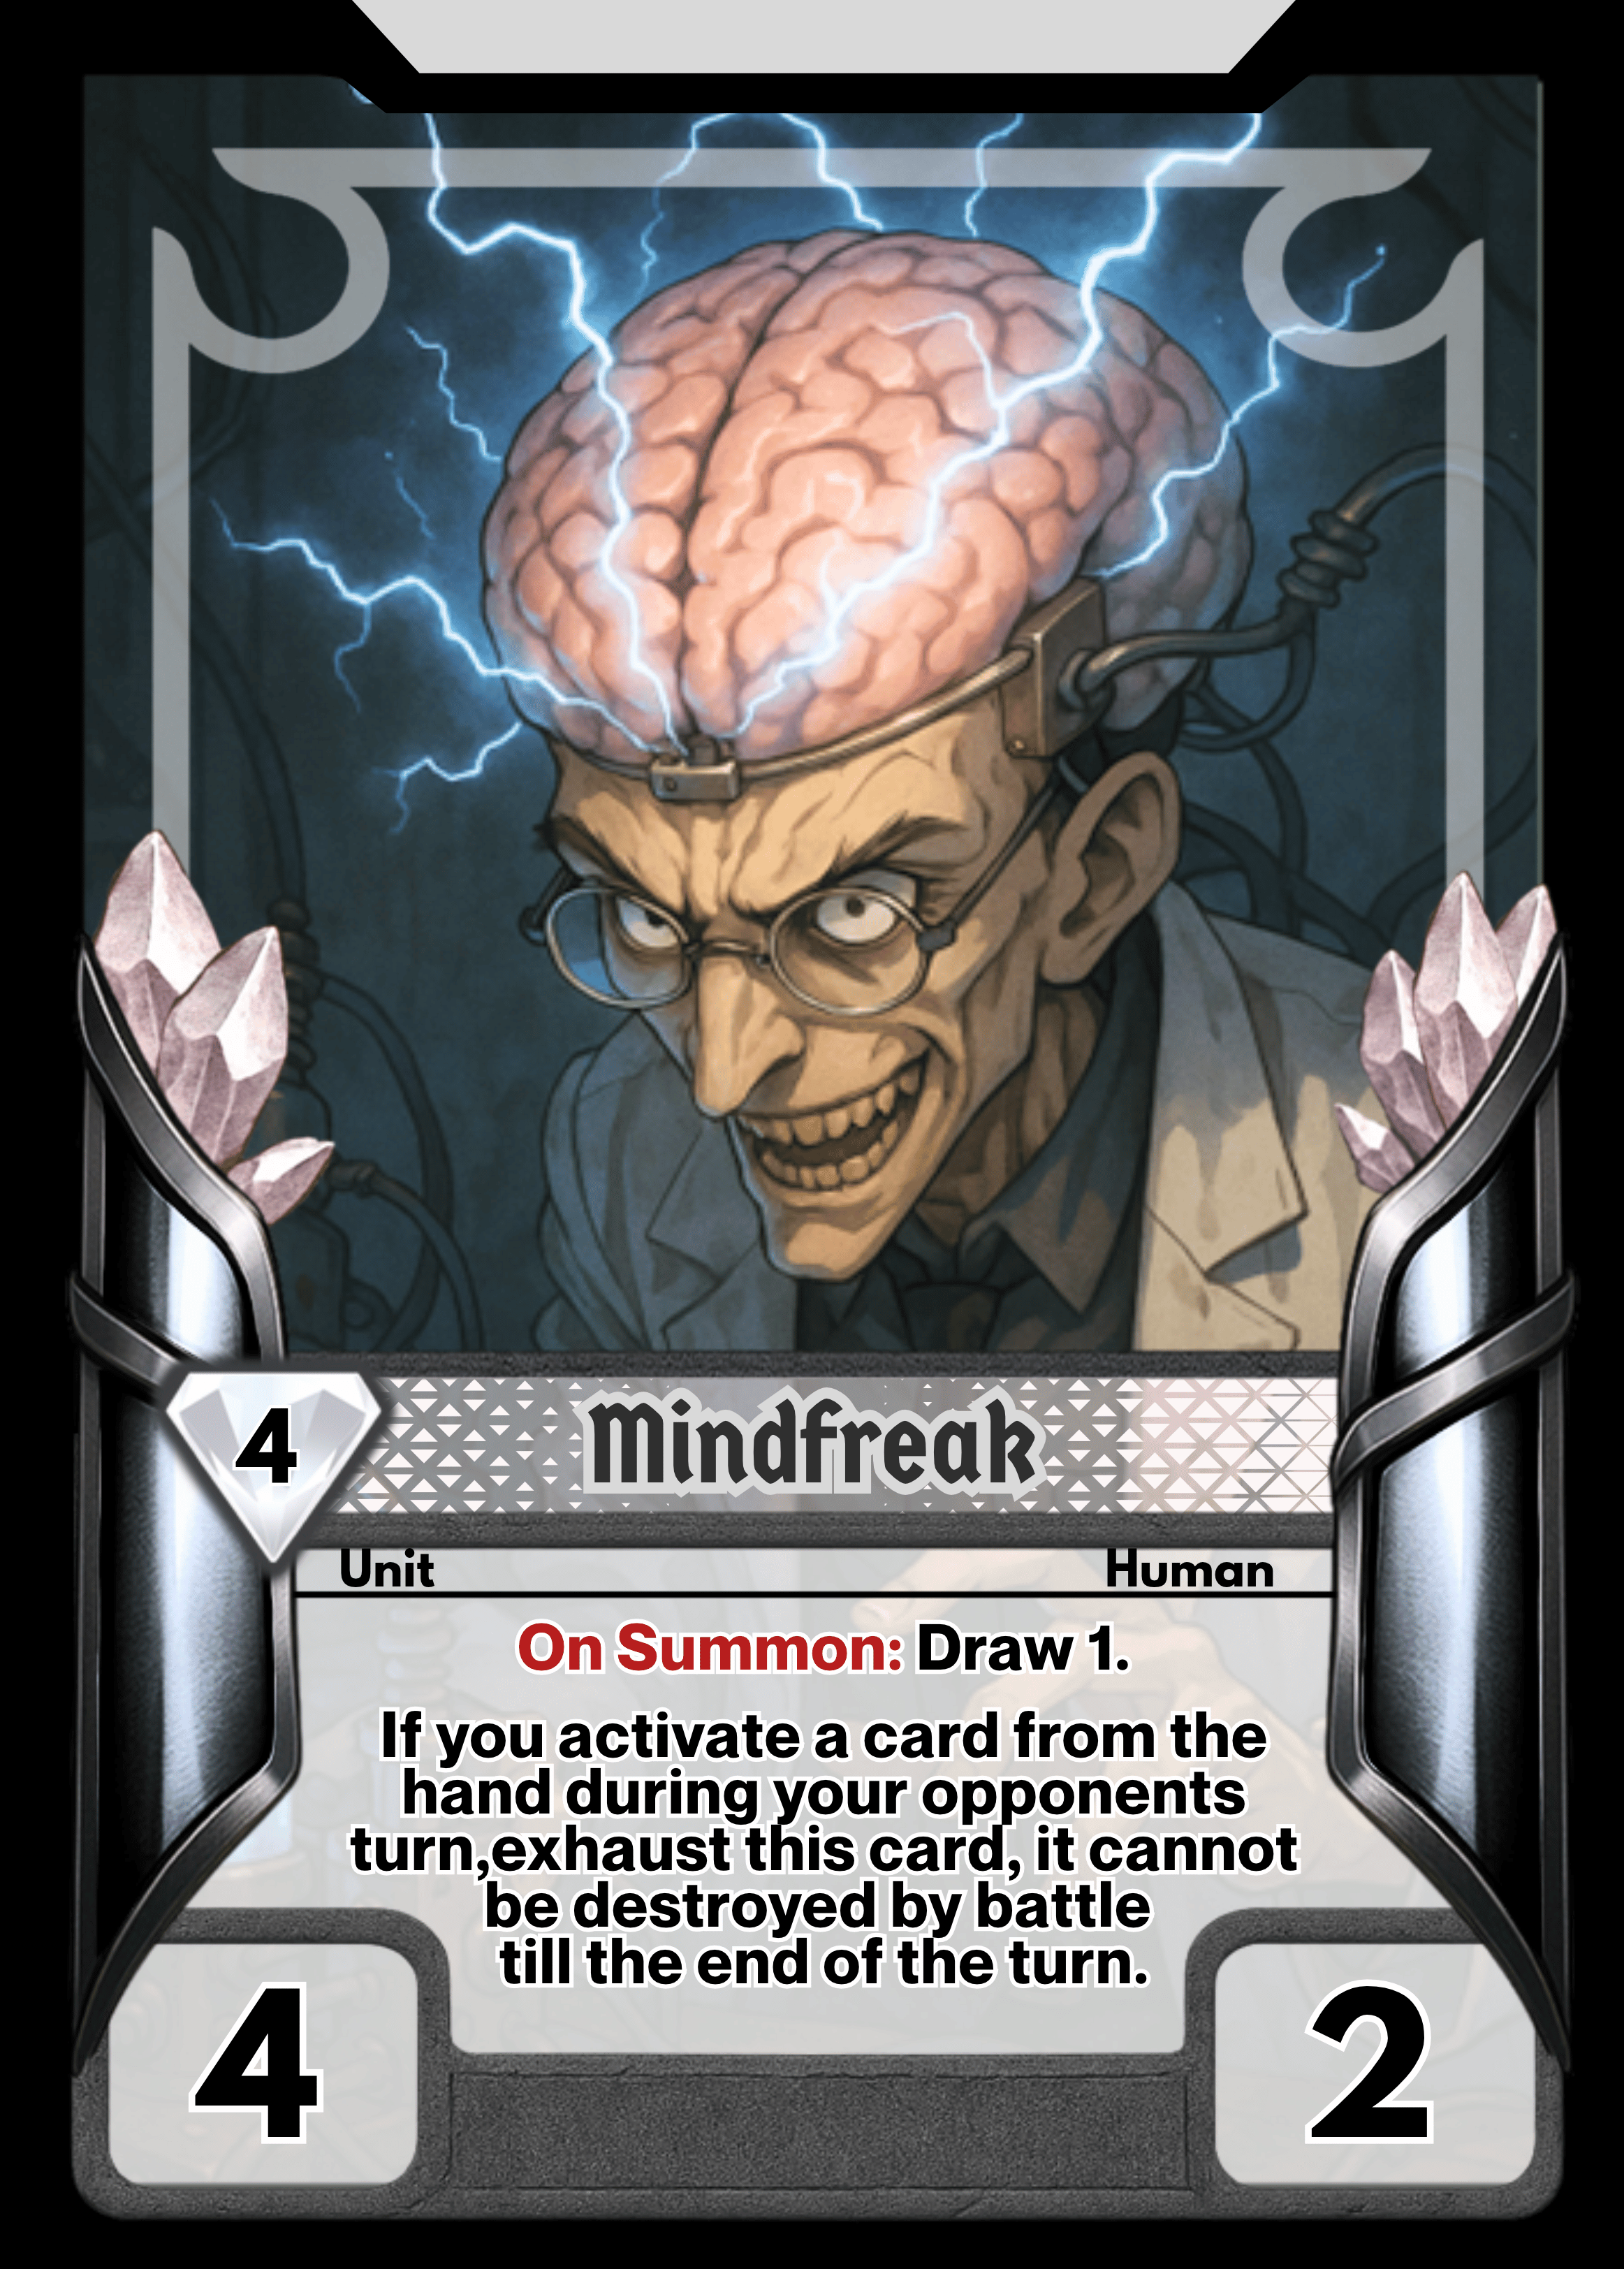 4
Mindfreak
Unit Human
On Summon: Draw 1.
If you activate a card from the
hand during your opponents
turn,exhaust this card, it cannot
be destroyed by battle
till the end of the turn.
4
2